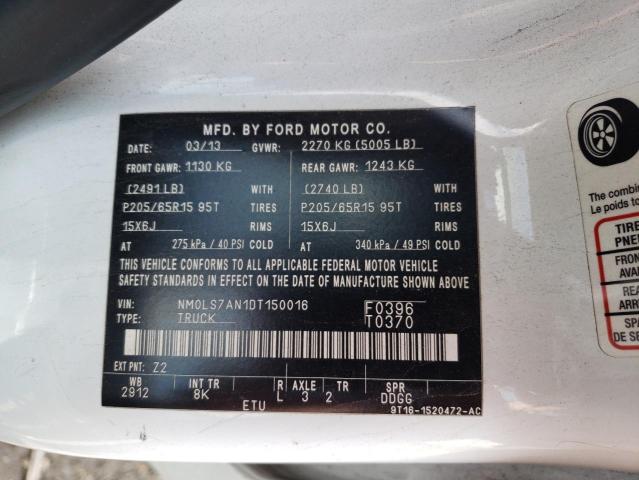 MFD. BY FORD MOTOR CO.
DATE: 03/13 GVWR: 2270 KG (5005 LB)
FRONT GAWR: 1130 KG REAR GAWR: 1243 KG
(2491 LB) WITH (2740 LB) WITH
P205/65R15 95T TIRES P205/65R15 95T TIRES
15X6J RIMS 15X6J RIMS
AT 275 kPa / 40 PSI COLD AT 340 kPa / 49 PSI COLD
THIS VEHICLE CONFORMS TO ALL APPLICABLE FEDERAL MOTOR VEHICLE
SAFETY STANDARDS IN EFFECT ON THE DATE OF MANUFACTURE SHOWN ABOVE.
VIN: NM0LS7AN1DT150016 F0396
TYPE: TRUCK T0370
EXT PNT: Z2
WB INT TR R AXLE TR SPR
2912 8K L 3 2 DDGG
ETU 9T16-1520472-AC
The combine
Le poids to
TIRE
PNE
FRON
AVA
REA
ARR
SPA
DE SE